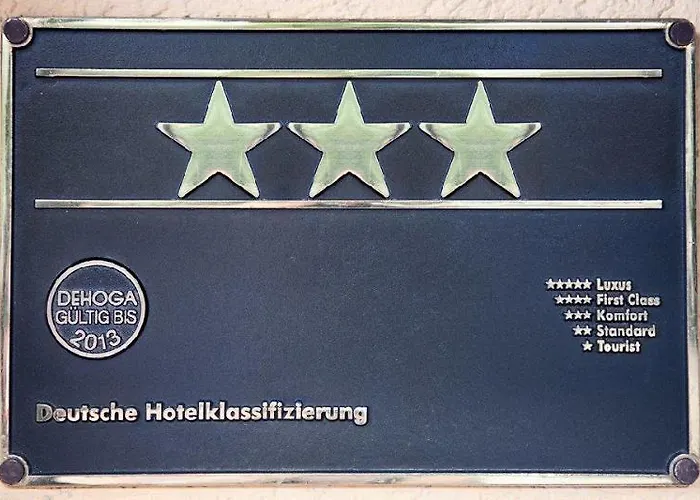 DEHOGA
GÜLTIG BIS
2013
★★★★★ Luxus
★★★★ First Class
★★★ Komfort
★★ Standard
★ Tourist
Deutsche Hotelklassifizierung